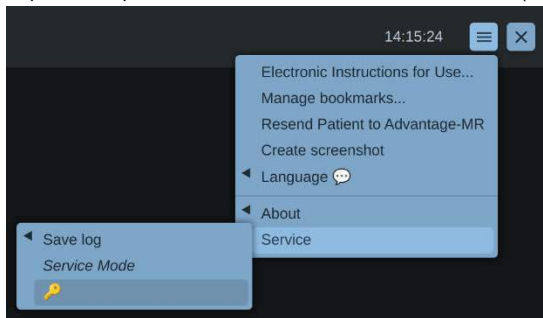 14:15:24
Electronic Instructions for Use...
Manage bookmarks...
Resend Patient to Advantage-MR
Create screenshot
Language
About
Service
Save log
Service Mode